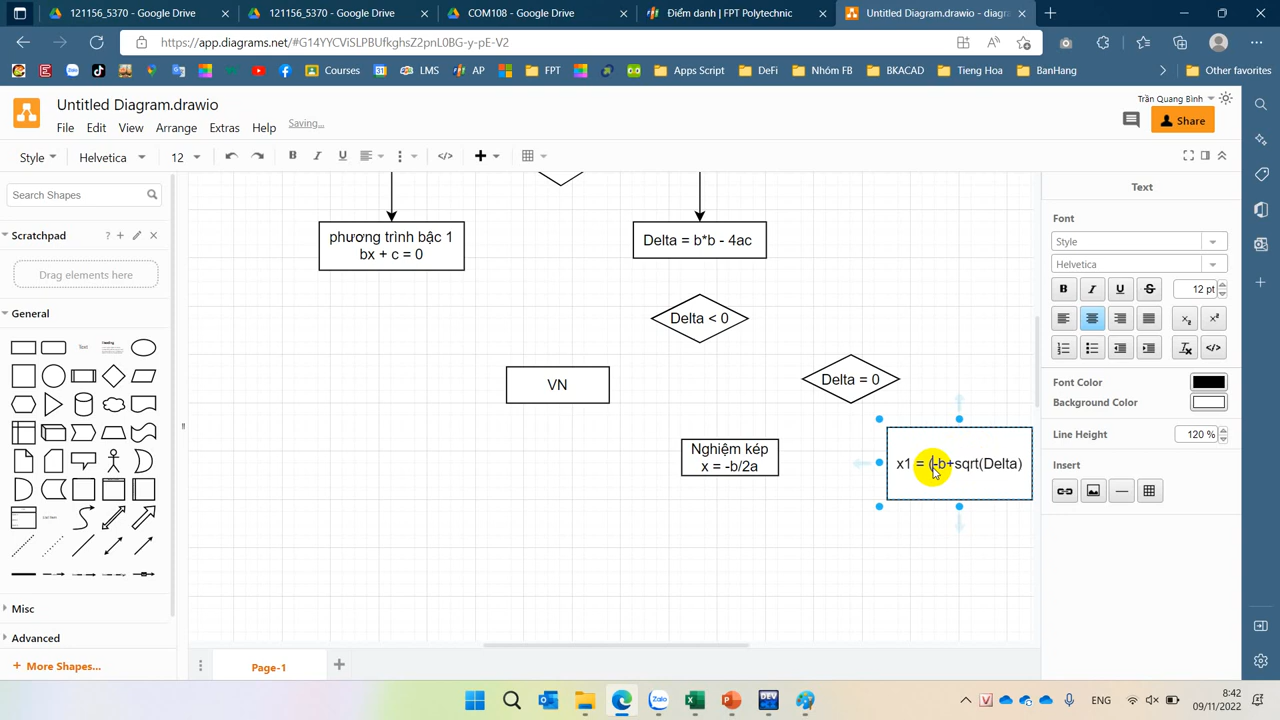 121156_5370 - Google Drive
121156_5370 - Google Drive
COM108 - Google Drive
Điểm danh | FPT Polytechnic
Untitled Diagram.drawio - diagra
https://app.diagrams.net/#G14YYCViSLPBUfkghsZ2pnL0BG-y-pE-V2
Courses
LMS
AP
FPT
Apps Script
DeFi
Nhóm FB
BKACAD
Tieng Hoa
BanHang
Other favorites
Untitled Diagram.drawio
Trần Quang Bình
File
Edit
View
Arrange
Extras
Help
Saving...
Share
Style
Helvetica
12
Search Shapes
Scratchpad
Drag elements here
General
Text
Heading
List Item
Misc
Advanced
+ More Shapes...
phương trình bậc 1
bx + c = 0
Delta = b*b - 4ac
Delta < 0
VN
Delta = 0
Nghiệm kép
x = -b/2a
x1 = (-b+sqrt(Delta)
Text
Font
Style
Helvetica
B
I
U
S
12 pt
Font Color
Background Color
Line Height
120 %
Insert
Page-1
ENG
8:42
09/11/2022